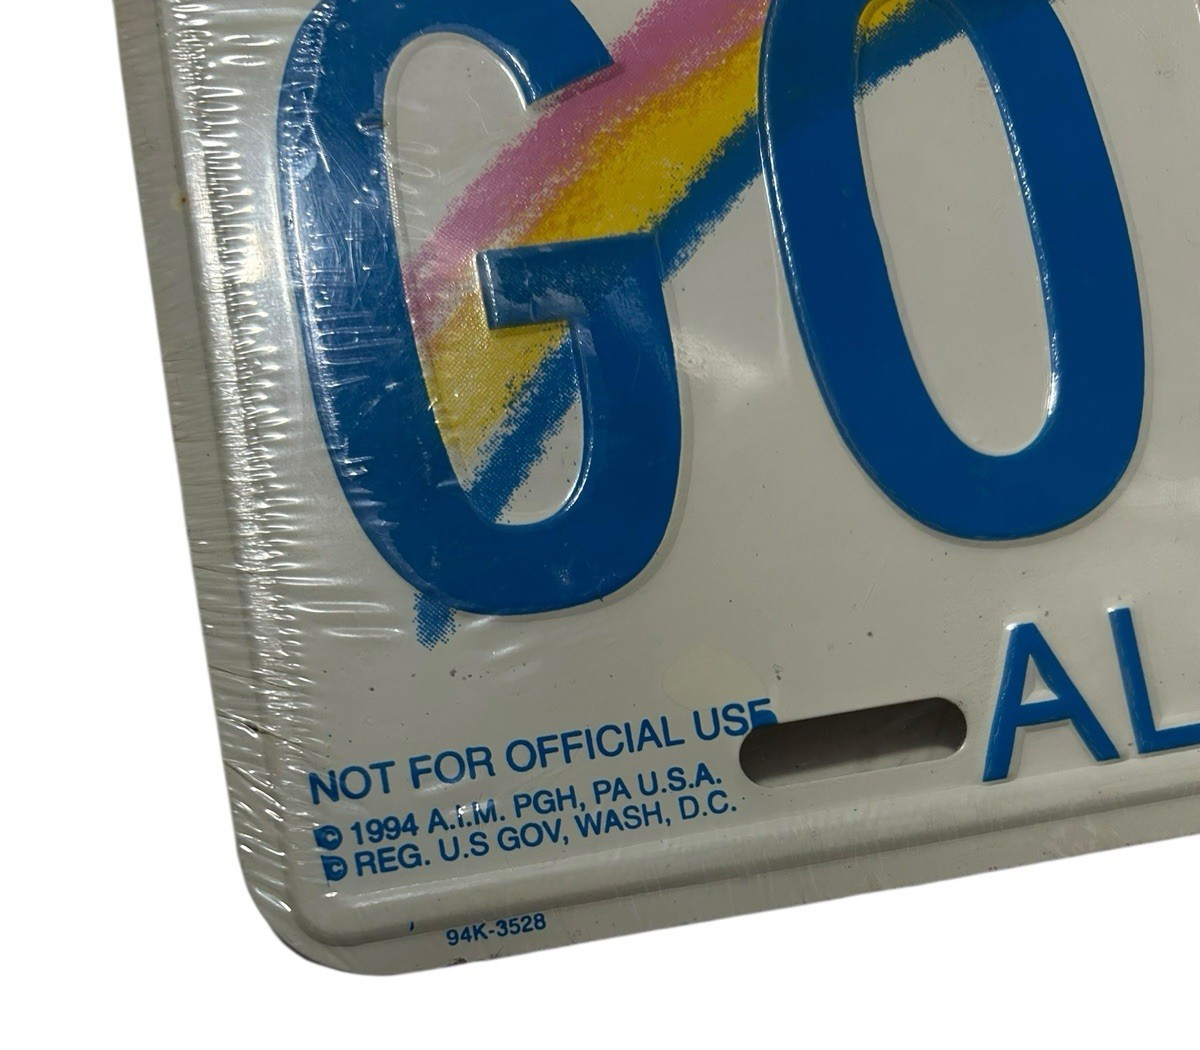 GO
AL
NOT FOR OFFICIAL USE
© 1994 A.I.M. PGH, PA U.S.A.
© REG. U.S GOV, WASH, D.C.
94K-3528